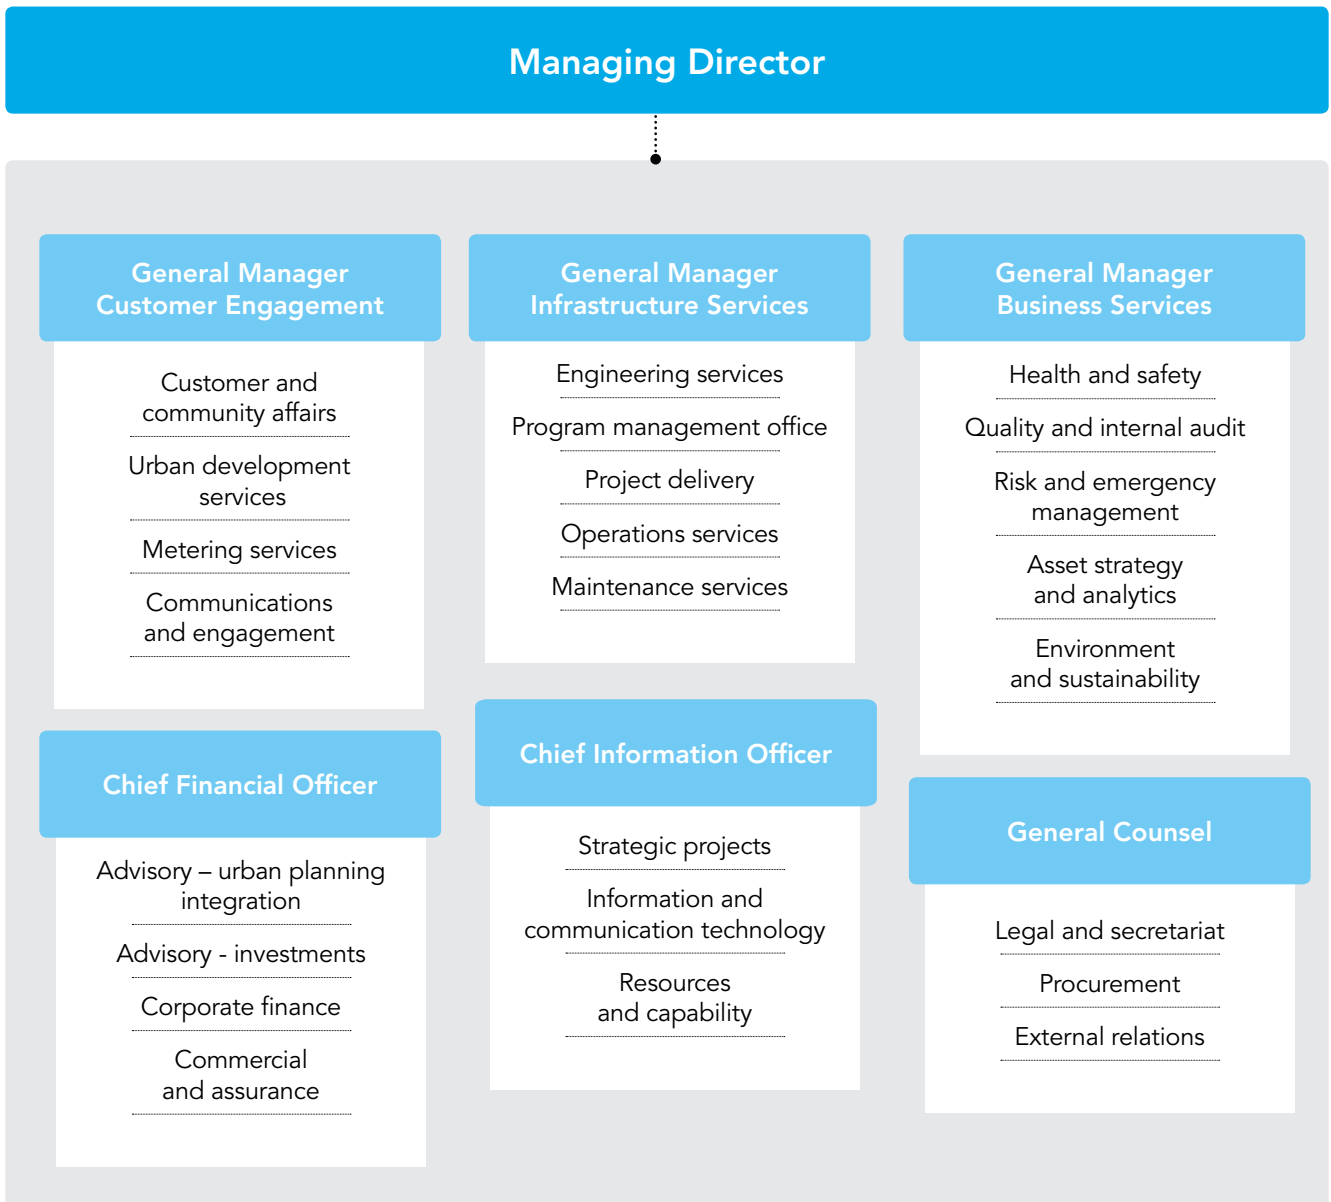 Managing Director
General Manager
Customer Engagement
Customer and
community affairs
Urban development
services
Metering services
Communications
and engagement
General Manager
Infrastructure Services
Engineering services
Program management office
Project delivery
Operations services
Maintenance services
General Manager
Business Services
Health and safety
Quality and internal audit
Risk and emergency
management
Asset strategy
and analytics
Environment
and sustainability
Chief Financial Officer
Advisory – urban planning
integration
Advisory - investments
Corporate finance
Commercial
and assurance
Chief Information Officer
Strategic projects
Information and
communication technology
Resources
and capability
General Counsel
Legal and secretariat
Procurement
External relations